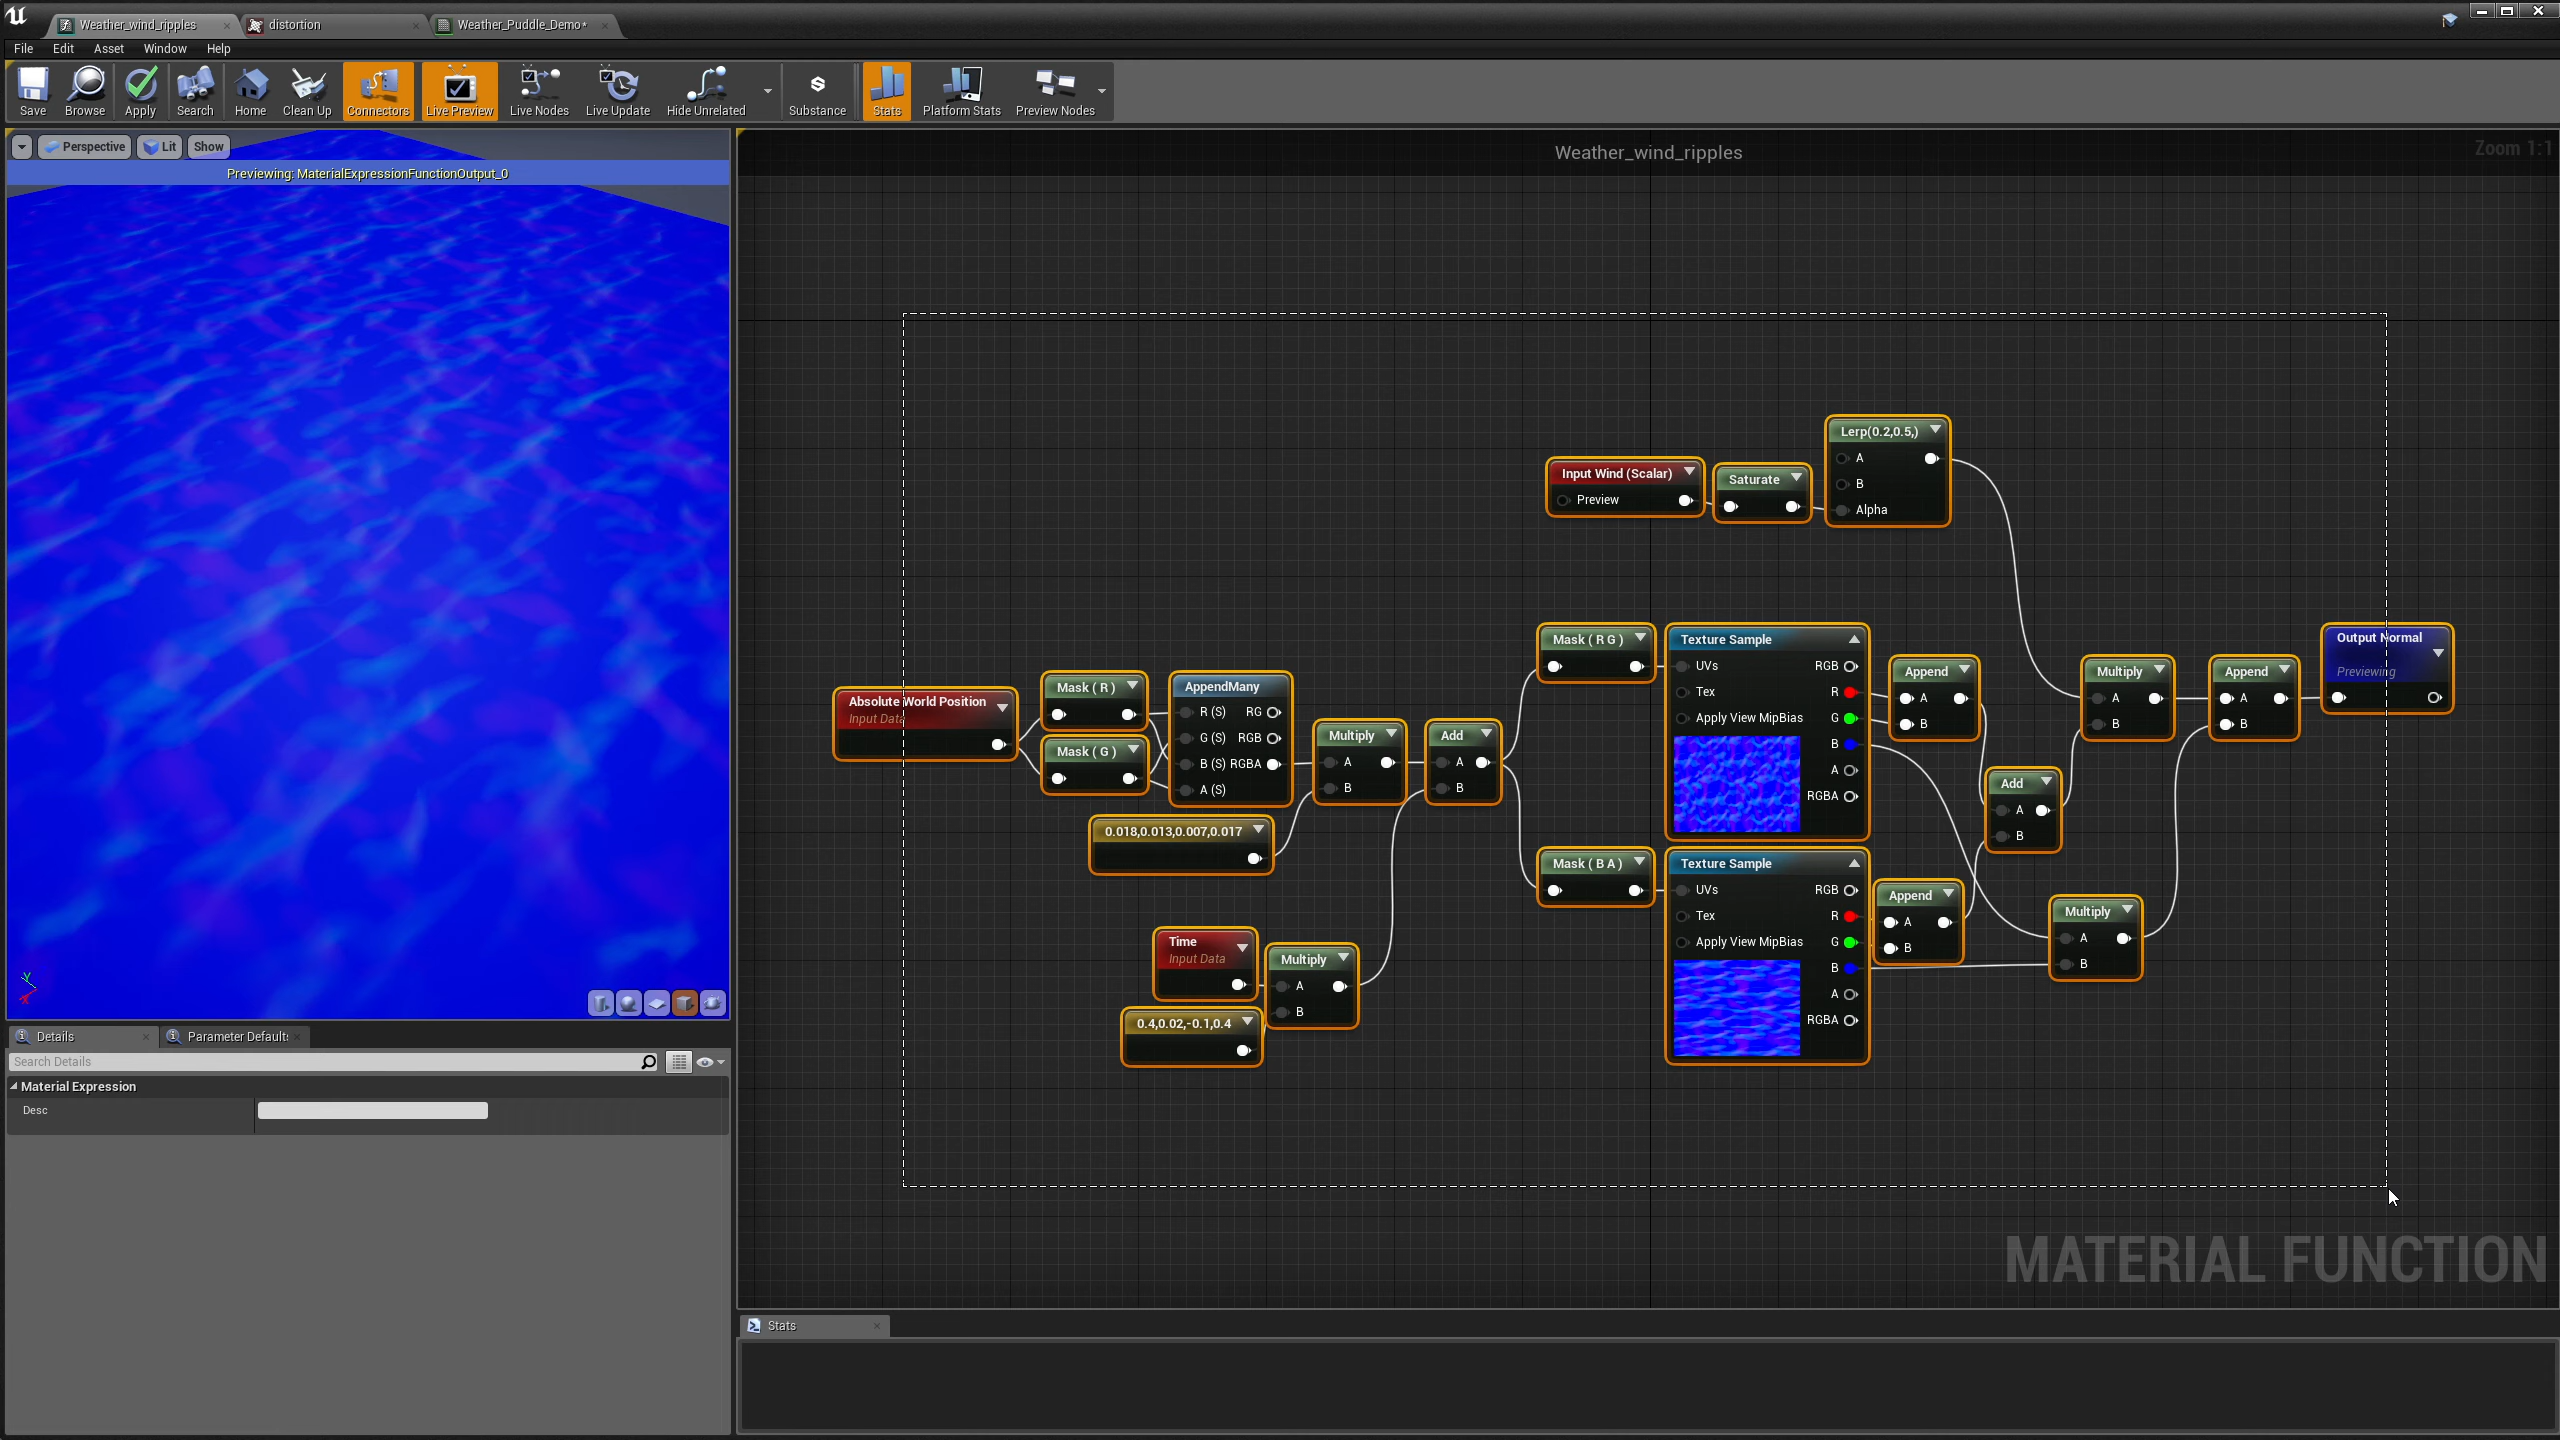 Weather_wind_ripples
distortion
Weather_Puddle_Demo*
File Edit Asset Window Help
Save Browse Apply Search Home Clean Up Connectors Live Preview Live Nodes Live Update Hide Unrelated Substance Stats Platform Stats Preview Nodes
Perspective Lit Show
Previewing: MaterialExpressionFunctionOutput_0
Weather_wind_ripples
Zoom 1:1
Lerp(0.2,0.5,)
A
B
Alpha
Input Wind (Scalar)
Preview
Saturate
Absolute World Position
Input Data
Mask ( R )
Mask ( G )
AppendMany
R (S) RG
G (S) RGB
B (S) RGBA
A (S)
0.018,0.013,0.007,0.017
Multiply
A
B
Add
A
B
Time
Input Data
0.4,0.02,-0.1,0.4
Multiply
A
B
Mask ( R G )
Texture Sample
UVs RGB
Tex R
Apply View MipBias G
B
A
RGBA
Mask ( B A )
Texture Sample
UVs RGB
Tex R
Apply View MipBias G
B
A
RGBA
Append
A
B
Append
A
B
Add
A
B
Multiply
A
B
Multiply
A
B
Append
A
B
Output Normal
Previewing
MATERIAL FUNCTION
Y
X
Details
Parameter Defaults
Search Details
Material Expression
Desc
Stats